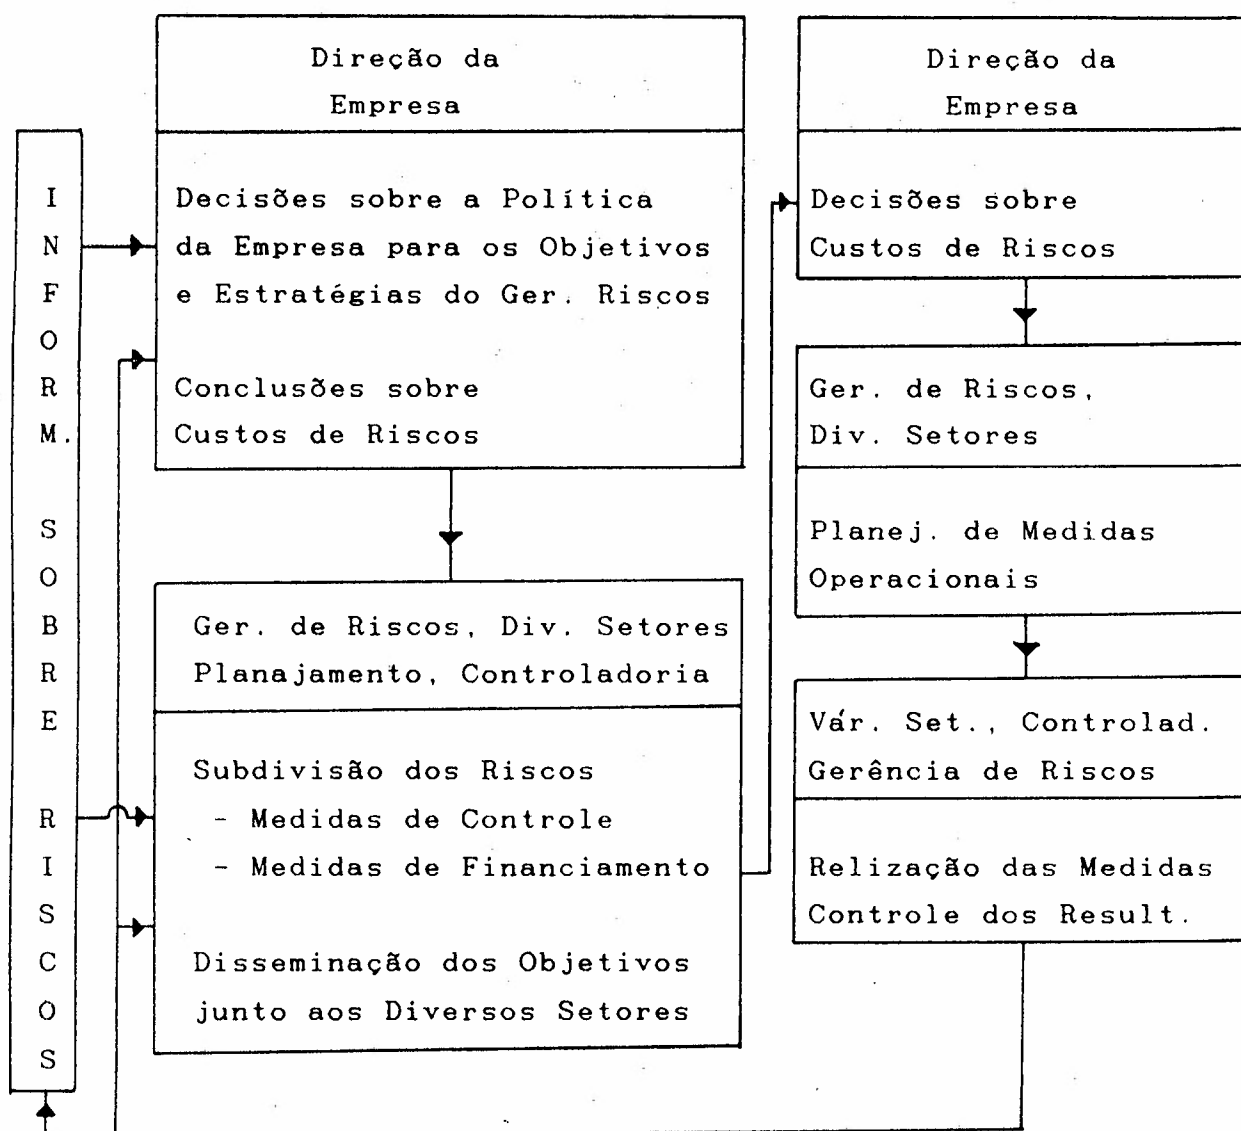 INFORM. SOBRE RISCOS
Direção da
Empresa
Decisões sobre a Política
da Empresa para os Objetivos
e Estratégias do Ger. Riscos
Conclusões sobre
Custos de Riscos
Ger. de Riscos, Div. Setores
Planajamento, Controladoria
Subdivisão dos Riscos
- Medidas de Controle
- Medidas de Financiamento
Disseminação dos Objetivos
junto aos Diversos Setores
Direção da
Empresa
Decisões sobre
Custos de Riscos
Ger. de Riscos,
Div. Setores
Planej. de Medidas
Operacionais
Vár. Set., Controlad.
Gerência de Riscos
Relização das Medidas
Controle dos Result.